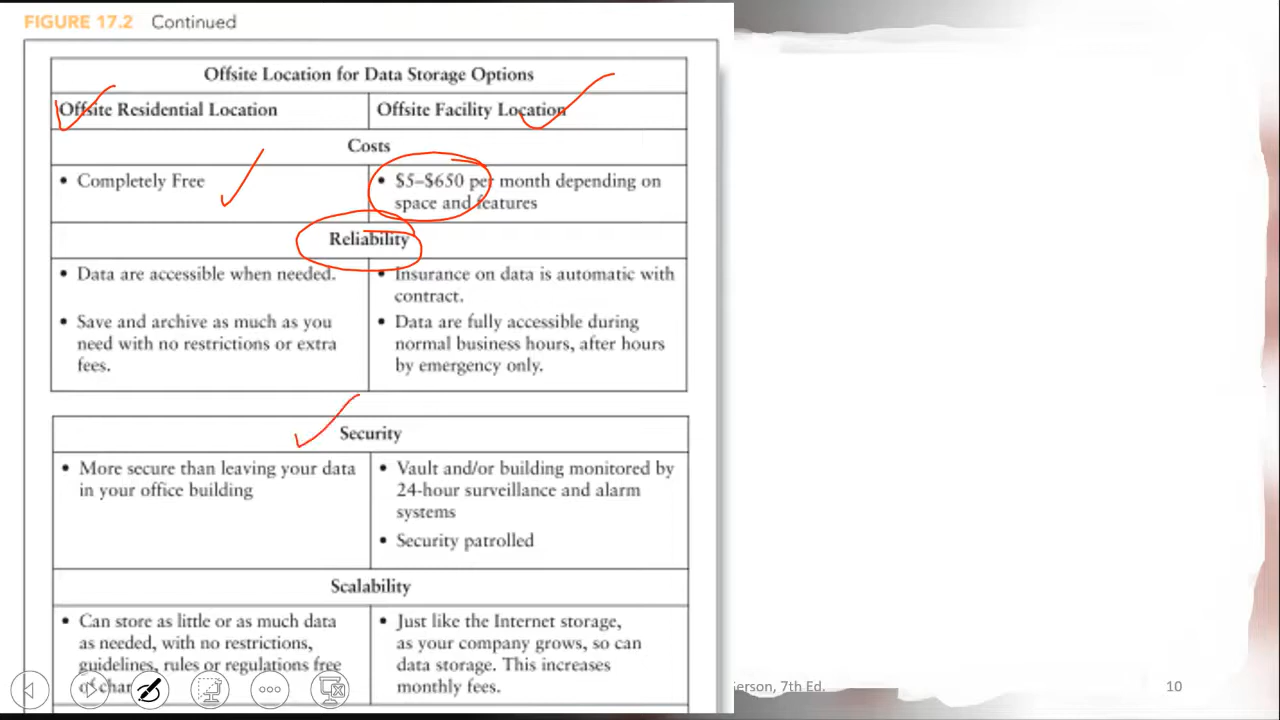 FIGURE 17.2 Continued
Offsite Location for Data Storage Options
Offsite Residential Location
Offsite Facility Location
Costs
• Completely Free
• $5–$650 per month depending on
space and features
Reliability
• Data are accessible when needed.
• Save and archive as much as you
need with no restrictions or extra
fees.
• Insurance on data is automatic with
contract.
• Data are fully accessible during
normal business hours, after hours
by emergency only.
Security
• More secure than leaving your data
in your office building
• Vault and/or building monitored by
24-hour surveillance and alarm
systems
• Security patrolled
Scalability
• Can store as little or as much data
as needed, with no restrictions,
guidelines, rules or regulations free
of
• Just like the Internet storage,
as your company grows, so can
data storage. This increases
monthly fees.
7th Ed.
10